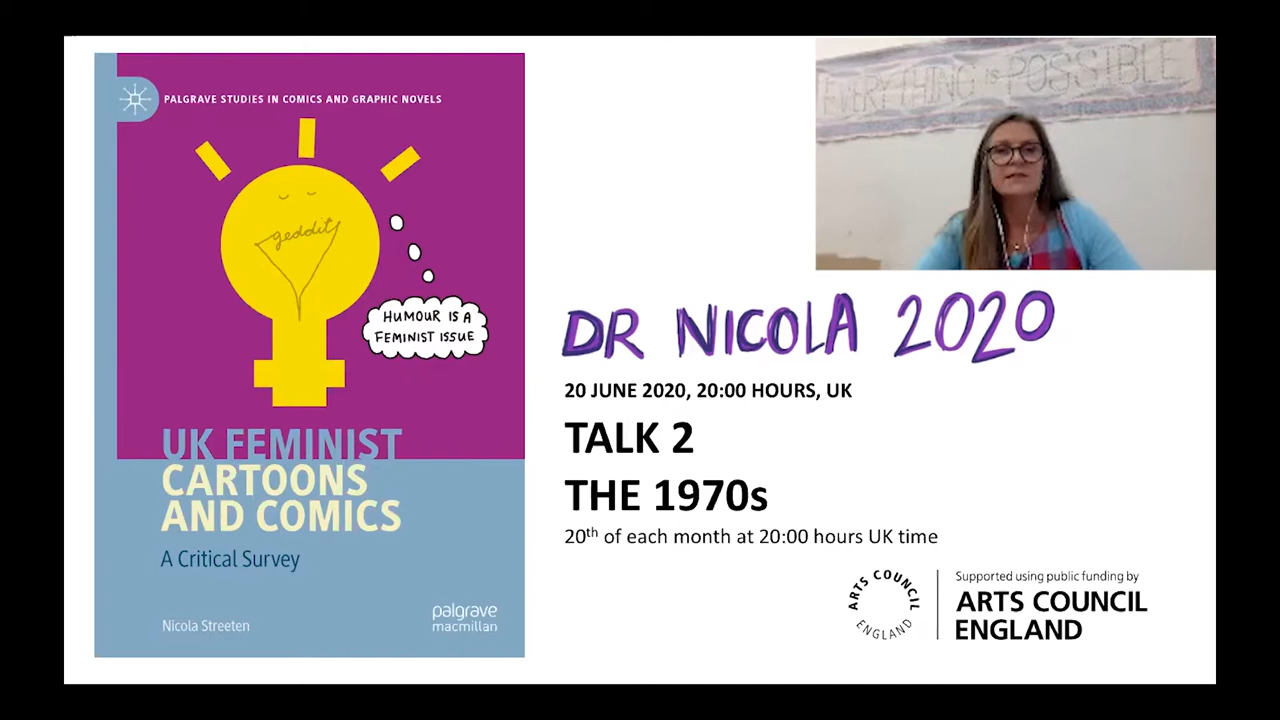 PALGRAVE STUDIES IN COMICS AND GRAPHIC NOVELS
geddit
HUMOUR IS A
FEMINIST ISSUE
UK FEMINIST
CARTOONS
AND COMICS
A Critical Survey
Nicola Streeten
palgrave
macmillan
EVERYTHING IS POSSIBLE
DR NICOLA 2020
20 JUNE 2020, 20:00 HOURS, UK
TALK 2
THE 1970s
20th of each month at 20:00 hours UK time
ARTS COUNCIL
ENGLAND
Supported using public funding by
ARTS COUNCIL
ENGLAND